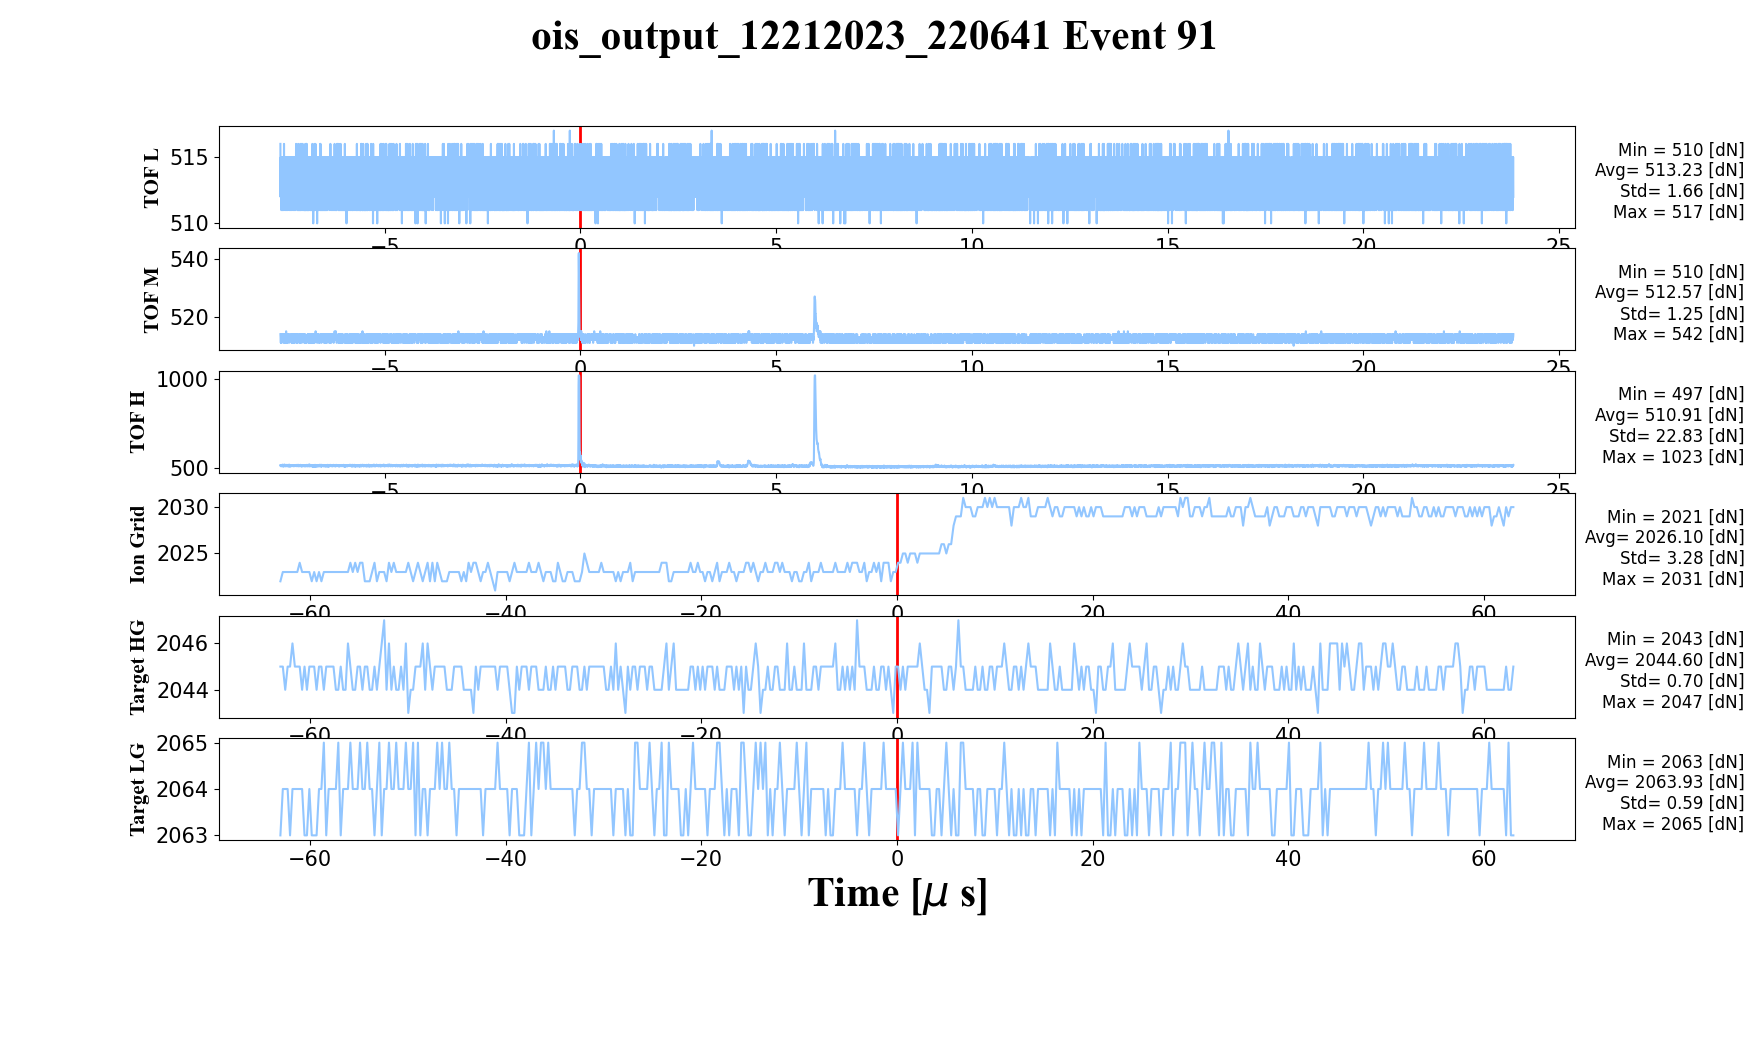 ois_output_12212023_220641 Event 91
TOF L
515
510
Min = 510 [dN]
Avg= 513.23 [dN]
Std= 1.66 [dN]
Max = 517 [dN]
−5 0 5 10 15 20 25
TOF M
540
520
Min = 510 [dN]
Avg= 512.57 [dN]
Std= 1.25 [dN]
Max = 542 [dN]
−5 0 5 10 15 20 25
TOF H
1000
500
Min = 497 [dN]
Avg= 510.91 [dN]
Std= 22.83 [dN]
Max = 1023 [dN]
−5 0 5 10 15 20 25
Ion Grid
2030
2025
Min = 2021 [dN]
Avg= 2026.10 [dN]
Std= 3.28 [dN]
Max = 2031 [dN]
−60 −40 −20 0 20 40 60
Target HG
2046
2044
Min = 2043 [dN]
Avg= 2044.60 [dN]
Std= 0.70 [dN]
Max = 2047 [dN]
−60 −40 −20 0 20 40 60
Target LG
2065
2064
2063
Min = 2063 [dN]
Avg= 2063.93 [dN]
Std= 0.59 [dN]
Max = 2065 [dN]
−60 −40 −20 0 20 40 60
Time [μ s]